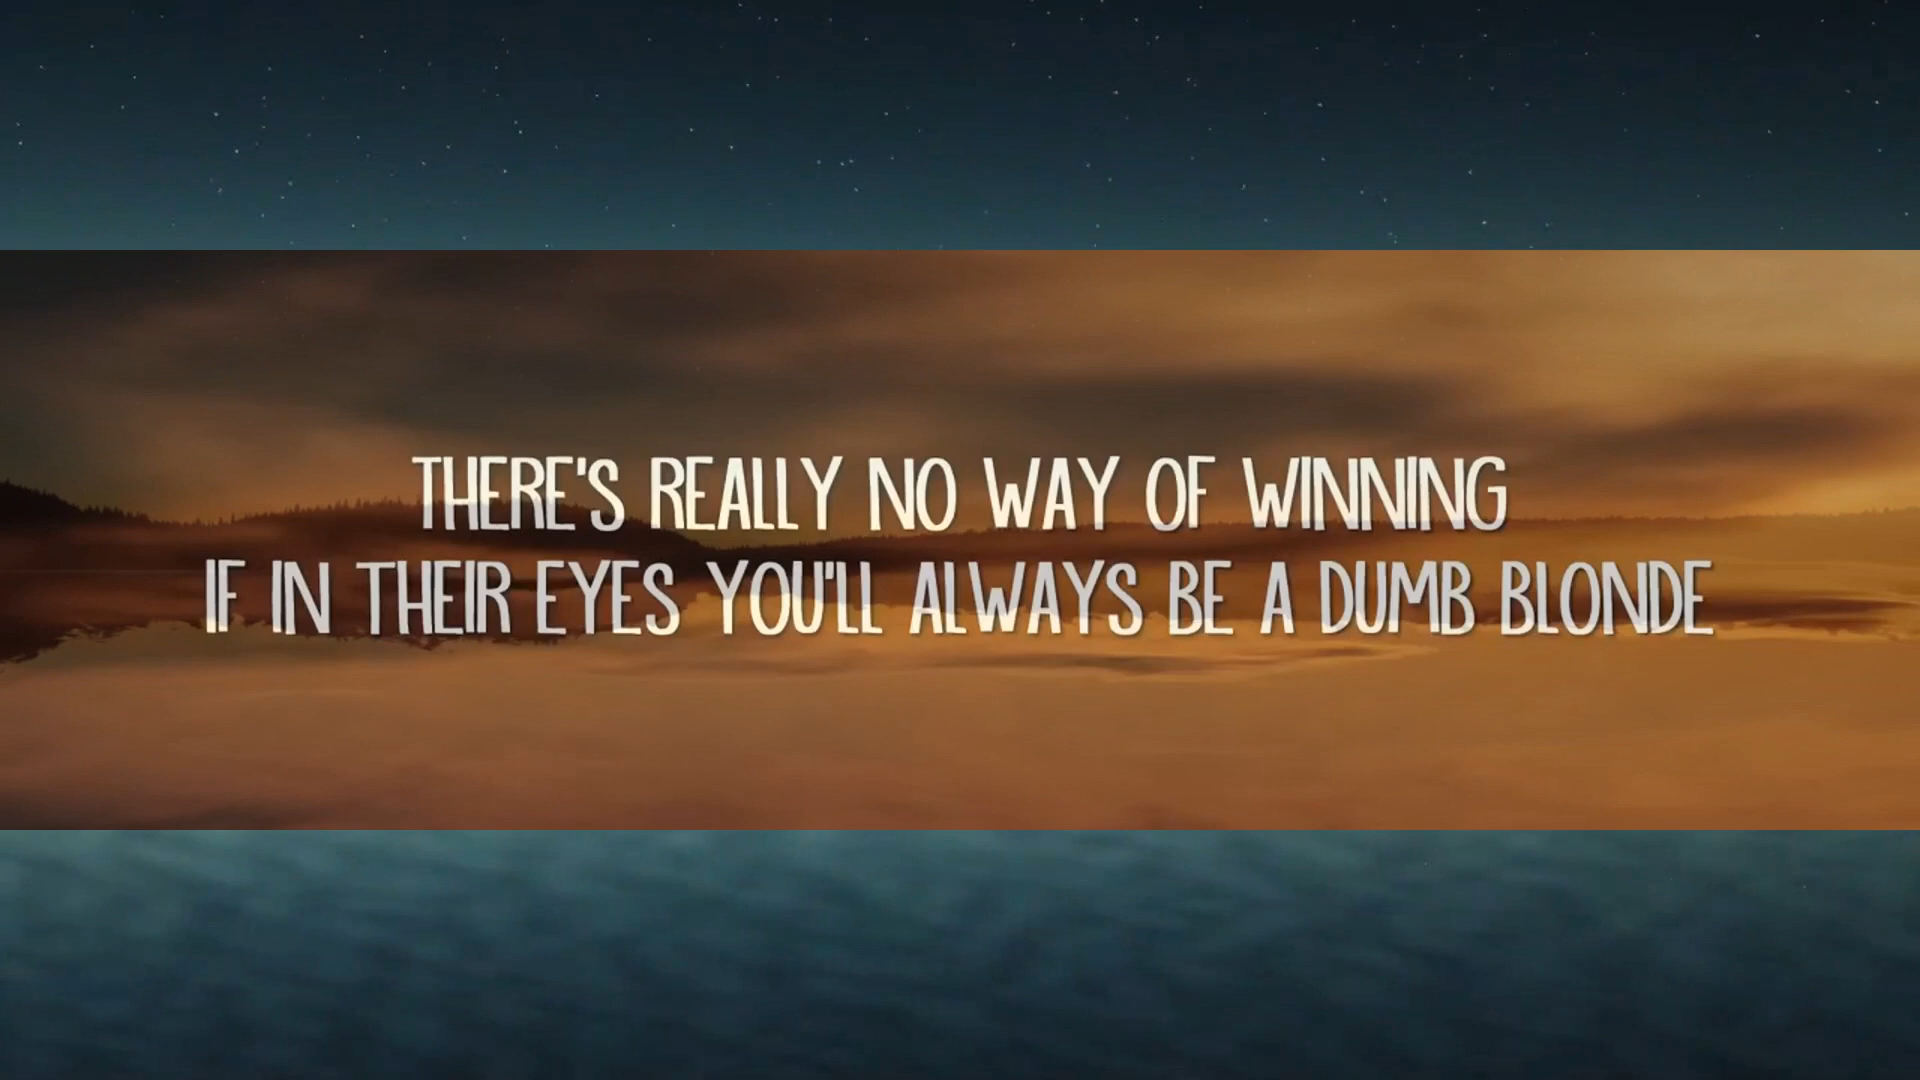 THERE'S REALLY NO WAY OF WINNING
IF IN THEIR EYES YOU'LL ALWAYS BE A DUMB BLONDE